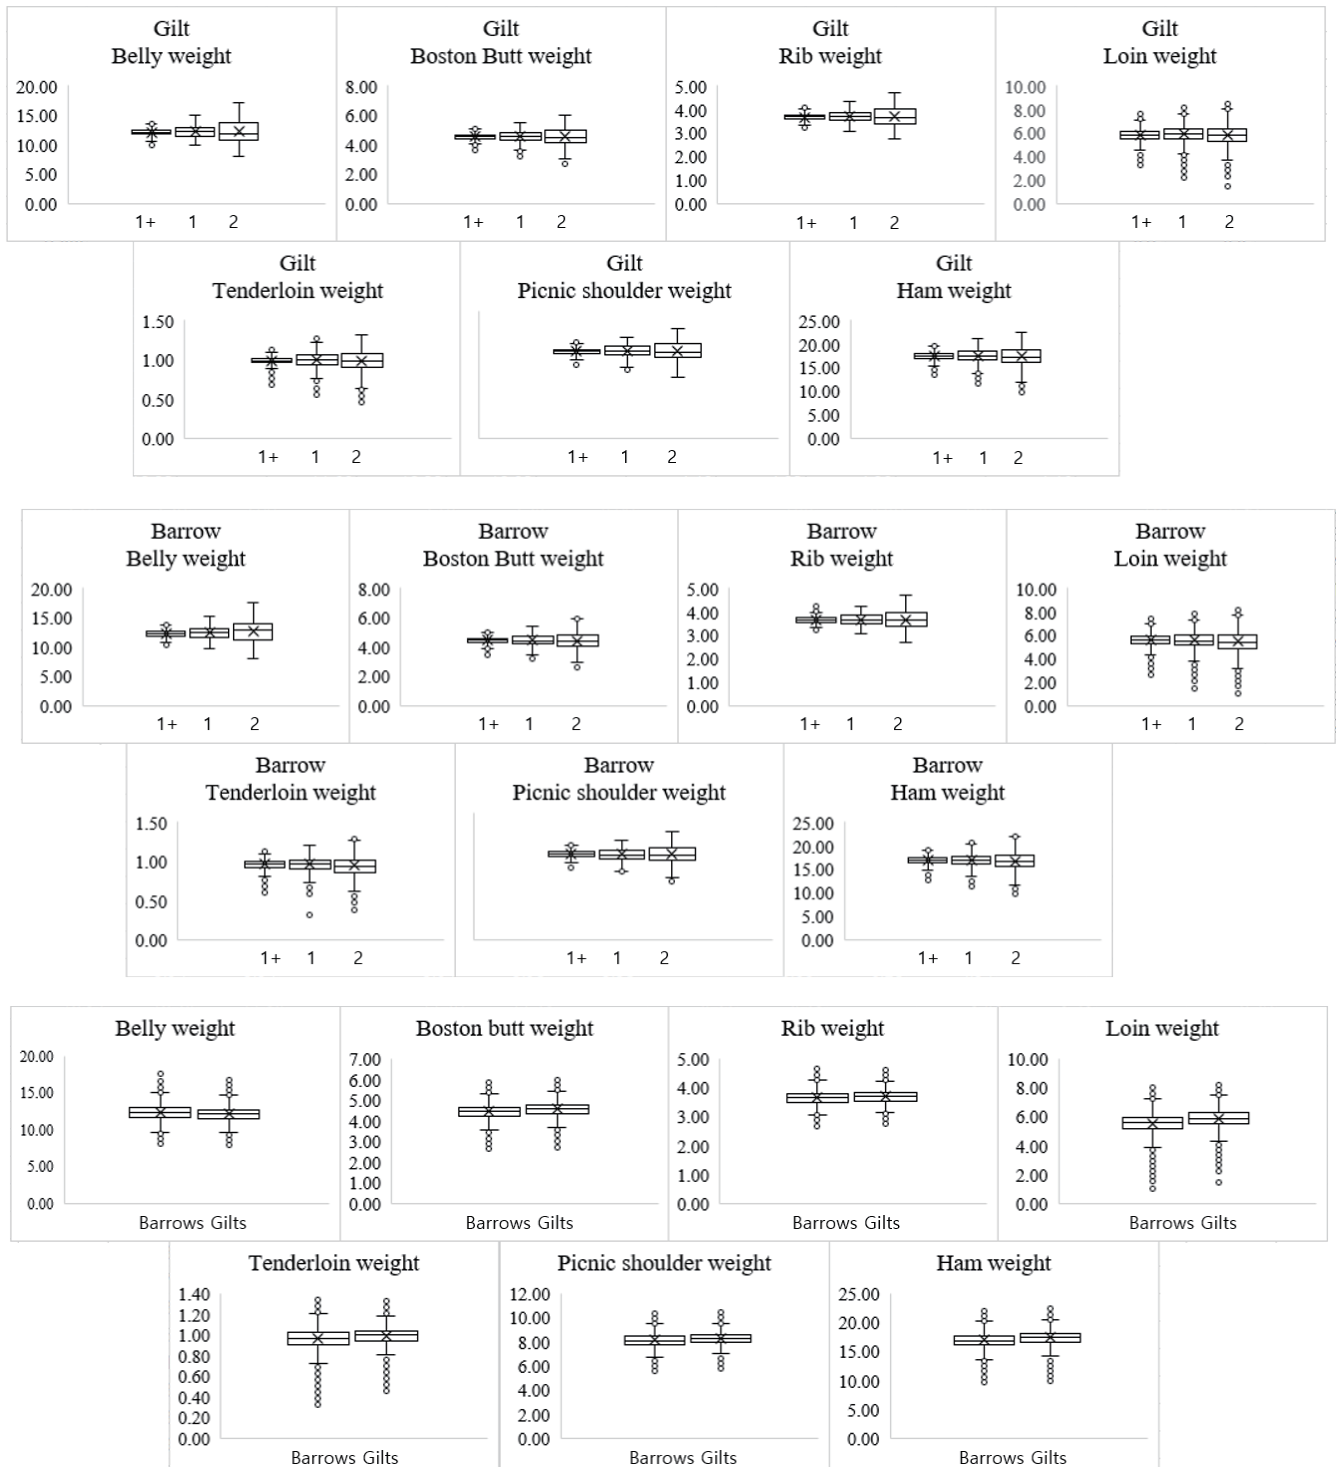 Gilt
Belly weight
20.00
15.00
10.00
5.00
0.00
1+ 1 2
Gilt
Boston Butt weight
8.00
6.00
4.00
2.00
0.00
1+ 1 2
Gilt
Rib weight
5.00
4.00
3.00
2.00
1.00
0.00
1+ 1 2
Gilt
Loin weight
10.00
8.00
6.00
4.00
2.00
0.00
1+ 1 2
Gilt
Tenderloin weight
1.50
1.00
0.50
0.00
1+ 1 2
Gilt
Picnic shoulder weight
1+ 1 2
Gilt
Ham weight
25.00
20.00
15.00
10.00
5.00
0.00
1+ 1 2
Barrow
Belly weight
20.00
15.00
10.00
5.00
0.00
1+ 1 2
Barrow
Boston Butt weight
8.00
6.00
4.00
2.00
0.00
1+ 1 2
Barrow
Rib weight
5.00
4.00
3.00
2.00
1.00
0.00
1+ 1 2
Barrow
Loin weight
10.00
8.00
6.00
4.00
2.00
0.00
1+ 1 2
Barrow
Tenderloin weight
1.50
1.00
0.50
0.00
1+ 1 2
Barrow
Picnic shoulder weight
1+ 1 2
Barrow
Ham weight
25.00
20.00
15.00
10.00
5.00
0.00
1+ 1 2
Belly weight
20.00
15.00
10.00
5.00
0.00
Barrows Gilts
Boston butt weight
7.00
6.00
5.00
4.00
3.00
2.00
1.00
0.00
Barrows Gilts
Rib weight
5.00
4.00
3.00
2.00
1.00
0.00
Barrows Gilts
Loin weight
10.00
8.00
6.00
4.00
2.00
0.00
Barrows Gilts
Tenderloin weight
1.40
1.20
1.00
0.80
0.60
0.40
0.20
0.00
Barrows Gilts
Picnic shoulder weight
12.00
10.00
8.00
6.00
4.00
2.00
0.00
Barrows Gilts
Ham weight
25.00
20.00
15.00
10.00
5.00
0.00
Barrows Gilts